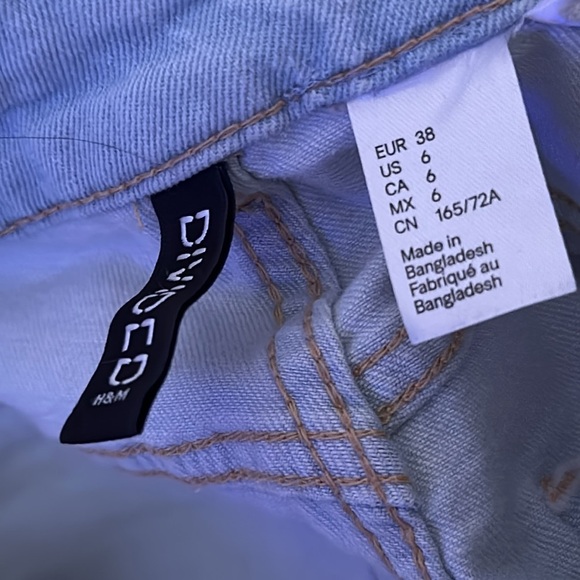 DIVIDED
H&M
EUR 38
US 6
CA 6
MX 6
CN 165/72A
Made in
Bangladesh
Fabriqué au
Bangladesh